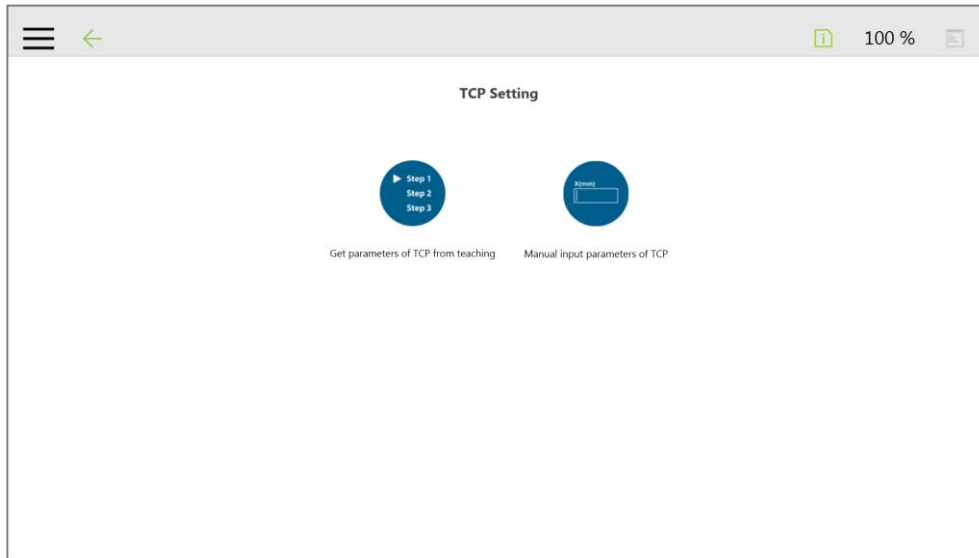 100 %
TCP Setting
Step 1
Step 2
Step 3
X(mm)
Get parameters of TCP from teaching
Manual input parameters of TCP